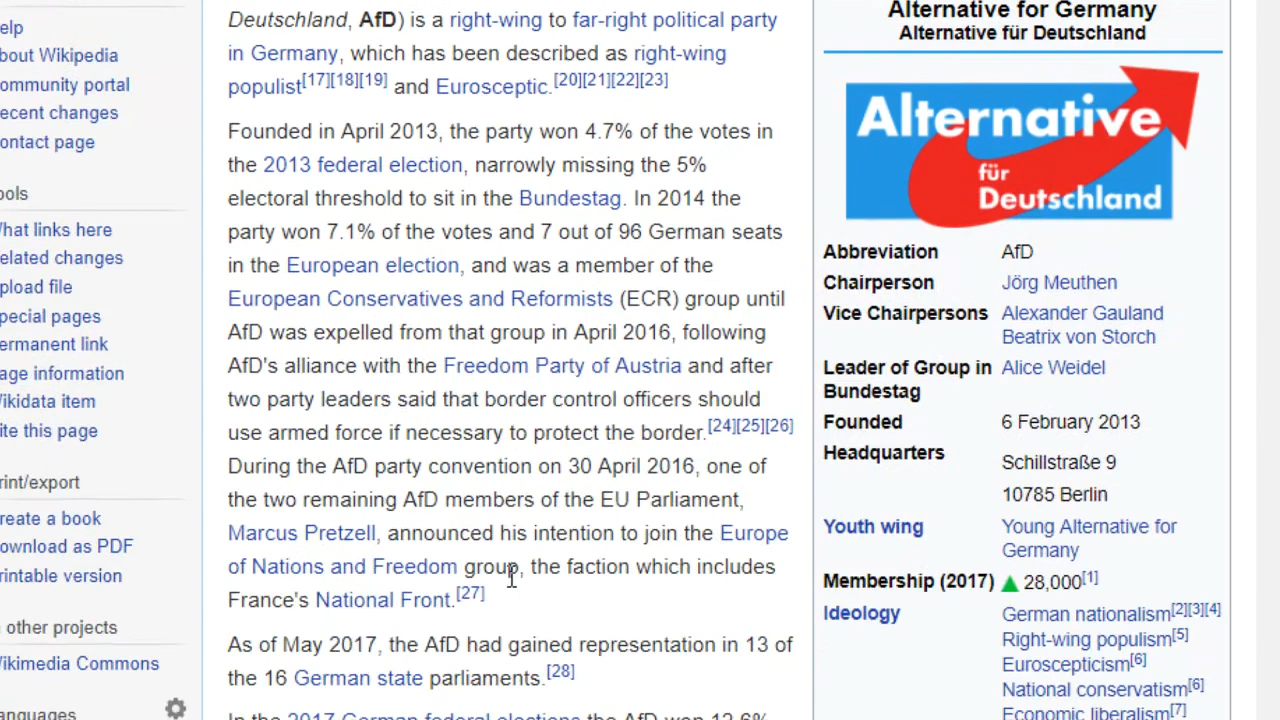 elp
bout Wikipedia
ommunity portal
ecent changes
ontact page
ools
hat links here
elated changes
pload file
pecial pages
ermanent link
age information
ikidata item
ite this page
rint/export
reate a book
ownload as PDF
rintable version
other projects
ikimedia Commons
anguages
Deutschland, AfD) is a right-wing to far-right political party
in Germany, which has been described as right-wing
populist[17][18][19] and Eurosceptic.[20][21][22][23]
Founded in April 2013, the party won 4.7% of the votes in
the 2013 federal election, narrowly missing the 5%
electoral threshold to sit in the Bundestag. In 2014 the
party won 7.1% of the votes and 7 out of 96 German seats
in the European election, and was a member of the
European Conservatives and Reformists (ECR) group until
AfD was expelled from that group in April 2016, following
AfD's alliance with the Freedom Party of Austria and after
two party leaders said that border control officers should
use armed force if necessary to protect the border.[24][25][26]
During the AfD party convention on 30 April 2016, one of
the two remaining AfD members of the EU Parliament,
Marcus Pretzell, announced his intention to join the Europe
of Nations and Freedom group, the faction which includes
France's National Front.[27]
As of May 2017, the AfD had gained representation in 13 of
the 16 German state parliaments.[28]
In the 2017 German federal elections the AfD won 12.6%
Alternative for Germany
Alternative für Deutschland
Alternative
für
Deutschland
Abbreviation AfD
Chairperson Jörg Meuthen
Vice Chairpersons Alexander Gauland
Beatrix von Storch
Leader of Group in Alice Weidel
Bundestag
Founded 6 February 2013
Headquarters Schillstraße 9
10785 Berlin
Youth wing Young Alternative for
Germany
Membership (2017) 28,000[1]
Ideology German nationalism[2][3][4]
Right-wing populism[5]
Euroscepticism[6]
National conservatism[6]
Economic liberalism[7]